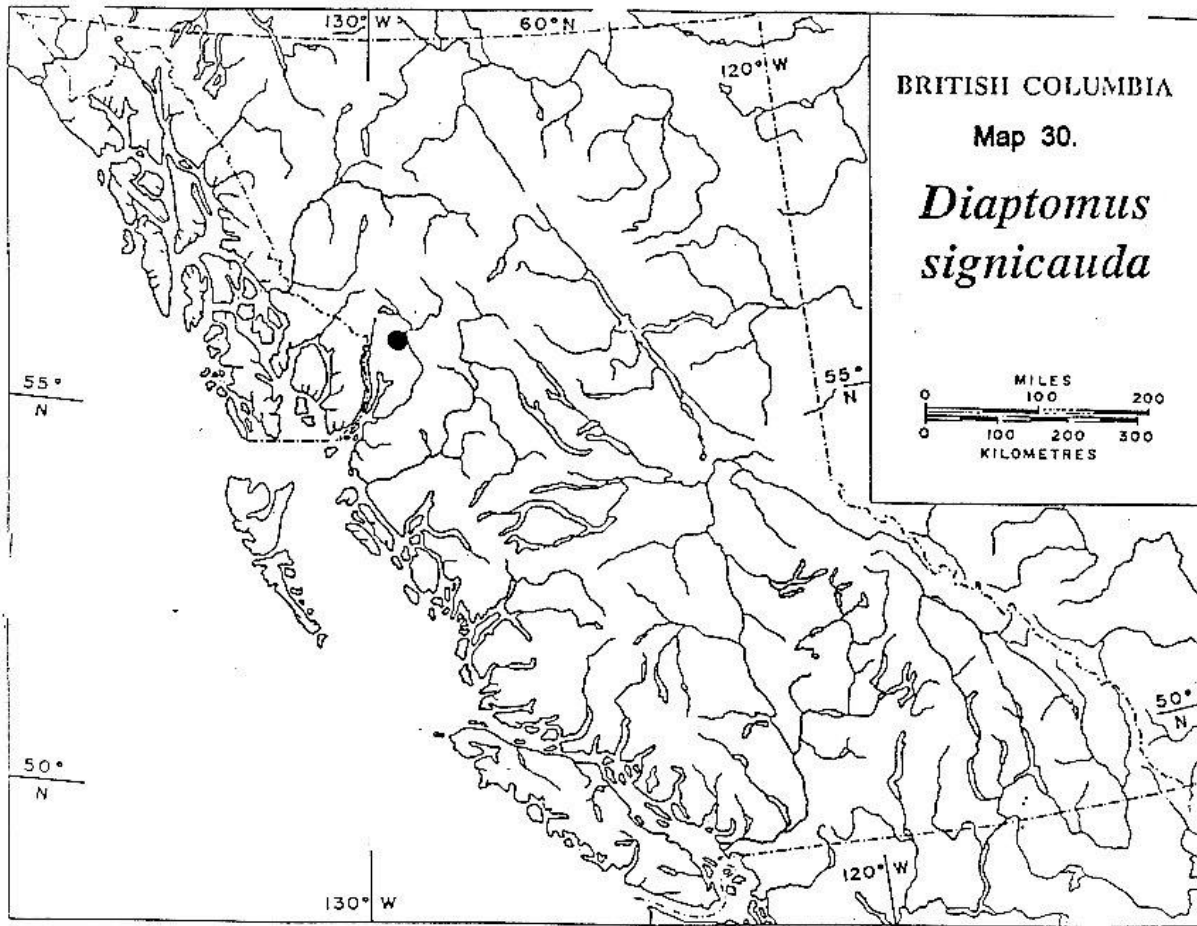 130° W
60° N
120° W
BRITISH COLUMBIA
Map 30.
Diaptomus
signicauda
MILES
0 100 200
0 100 200 300
KILOMETRES
55°
N
55°
N
50°
N
50°
N
130° W
120° W